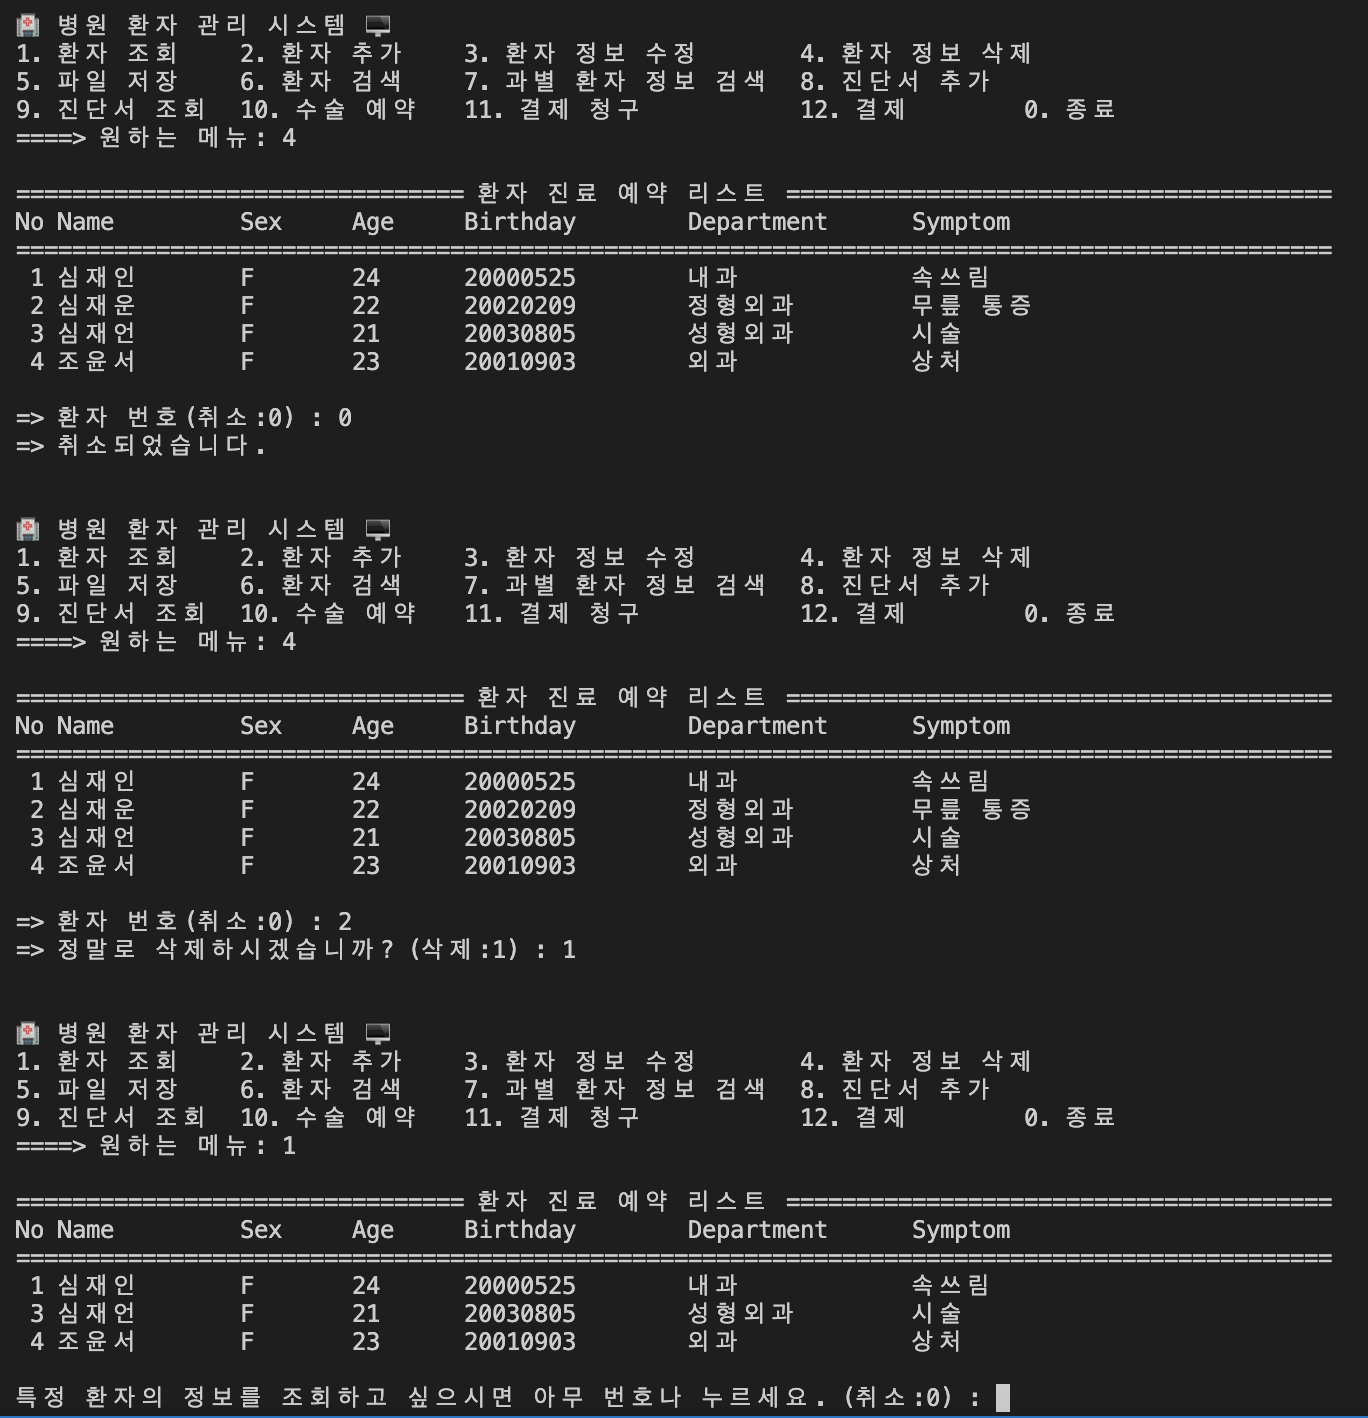 🏥 병원 환자 관리 시스템 🖥️
1. 환자 조회 2. 환자 추가 3. 환자 정보 수정 4. 환자 정보 삭제
5. 파일 저장 6. 환자 검색 7. 과별 환자 정보 검색 8. 진단서 추가
9. 진단서 조회 10. 수술 예약 11. 결제 청구 12. 결제 0. 종료
====> 원하는 메뉴: 4
================================ 환자 진료 예약 리스트 =======================================
No Name Sex Age Birthday Department Symptom
==============================================================================================
1 심재인 F 24 20000525 내과 속쓰림
2 심재운 F 22 20020209 정형외과 무릎 통증
3 심재언 F 21 20030805 성형외과 시술
4 조윤서 F 23 20010903 외과 상처
=> 환자 번호(취소:0) : 0
=> 취소되었습니다.
🏥 병원 환자 관리 시스템 🖥️
1. 환자 조회 2. 환자 추가 3. 환자 정보 수정 4. 환자 정보 삭제
5. 파일 저장 6. 환자 검색 7. 과별 환자 정보 검색 8. 진단서 추가
9. 진단서 조회 10. 수술 예약 11. 결제 청구 12. 결제 0. 종료
====> 원하는 메뉴: 4
================================ 환자 진료 예약 리스트 =======================================
No Name Sex Age Birthday Department Symptom
==============================================================================================
1 심재인 F 24 20000525 내과 속쓰림
2 심재운 F 22 20020209 정형외과 무릎 통증
3 심재언 F 21 20030805 성형외과 시술
4 조윤서 F 23 20010903 외과 상처
=> 환자 번호(취소:0) : 2
=> 정말로 삭제하시겠습니까? (삭제:1) : 1
🏥 병원 환자 관리 시스템 🖥️
1. 환자 조회 2. 환자 추가 3. 환자 정보 수정 4. 환자 정보 삭제
5. 파일 저장 6. 환자 검색 7. 과별 환자 정보 검색 8. 진단서 추가
9. 진단서 조회 10. 수술 예약 11. 결제 청구 12. 결제 0. 종료
====> 원하는 메뉴: 1
================================ 환자 진료 예약 리스트 =======================================
No Name Sex Age Birthday Department Symptom
==============================================================================================
1 심재인 F 24 20000525 내과 속쓰림
3 심재언 F 21 20030805 성형외과 시술
4 조윤서 F 23 20010903 외과 상처
특정 환자의 정보를 조회하고 싶으시면 아무 번호나 누르세요. (취소:0) :